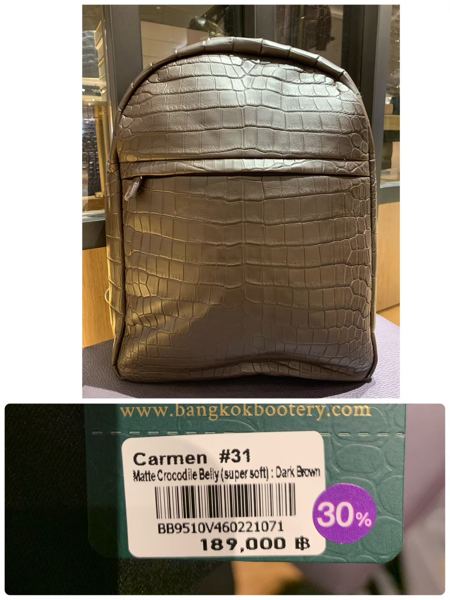 www.bangkokbootery.com
Carmen #31
Matte Crocodile Belly (super soft) : Dark Brown
BB9510V460221071
189,000 ฿
30%